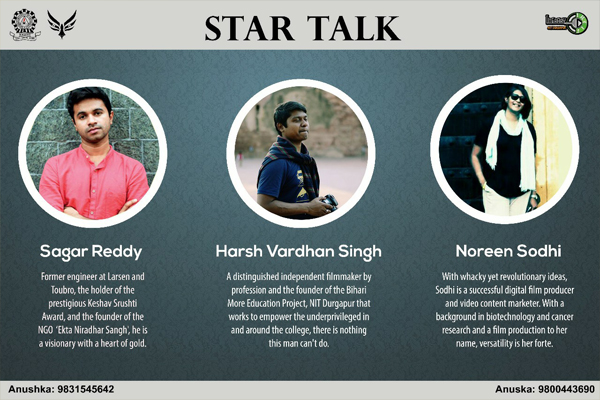 STAR TALK
Sagar Reddy
Former engineer at Larsen and
Toubro, the holder of the
prestigious Keshav Srushti
Award, and the founder of the
NGO 'Ekta Niradhar Sangh', he is
a visionary with a heart of gold.
Harsh Vardhan Singh
A distinguished independent filmmaker by
profession and the founder of the Bihari
More Education Project, NIT Durgapur that
works to empower the underprivileged in
and around the college, there is nothing
this man can't do.
Noreen Sodhi
With whacky yet revolutionary ideas,
Sodhi is a successful digital film producer
and video content marketer. With a
background in biotechnology and cancer
research and a film production to her
name, versatility is her forte.
Anushka: 9831545642
Anuska: 9800443690